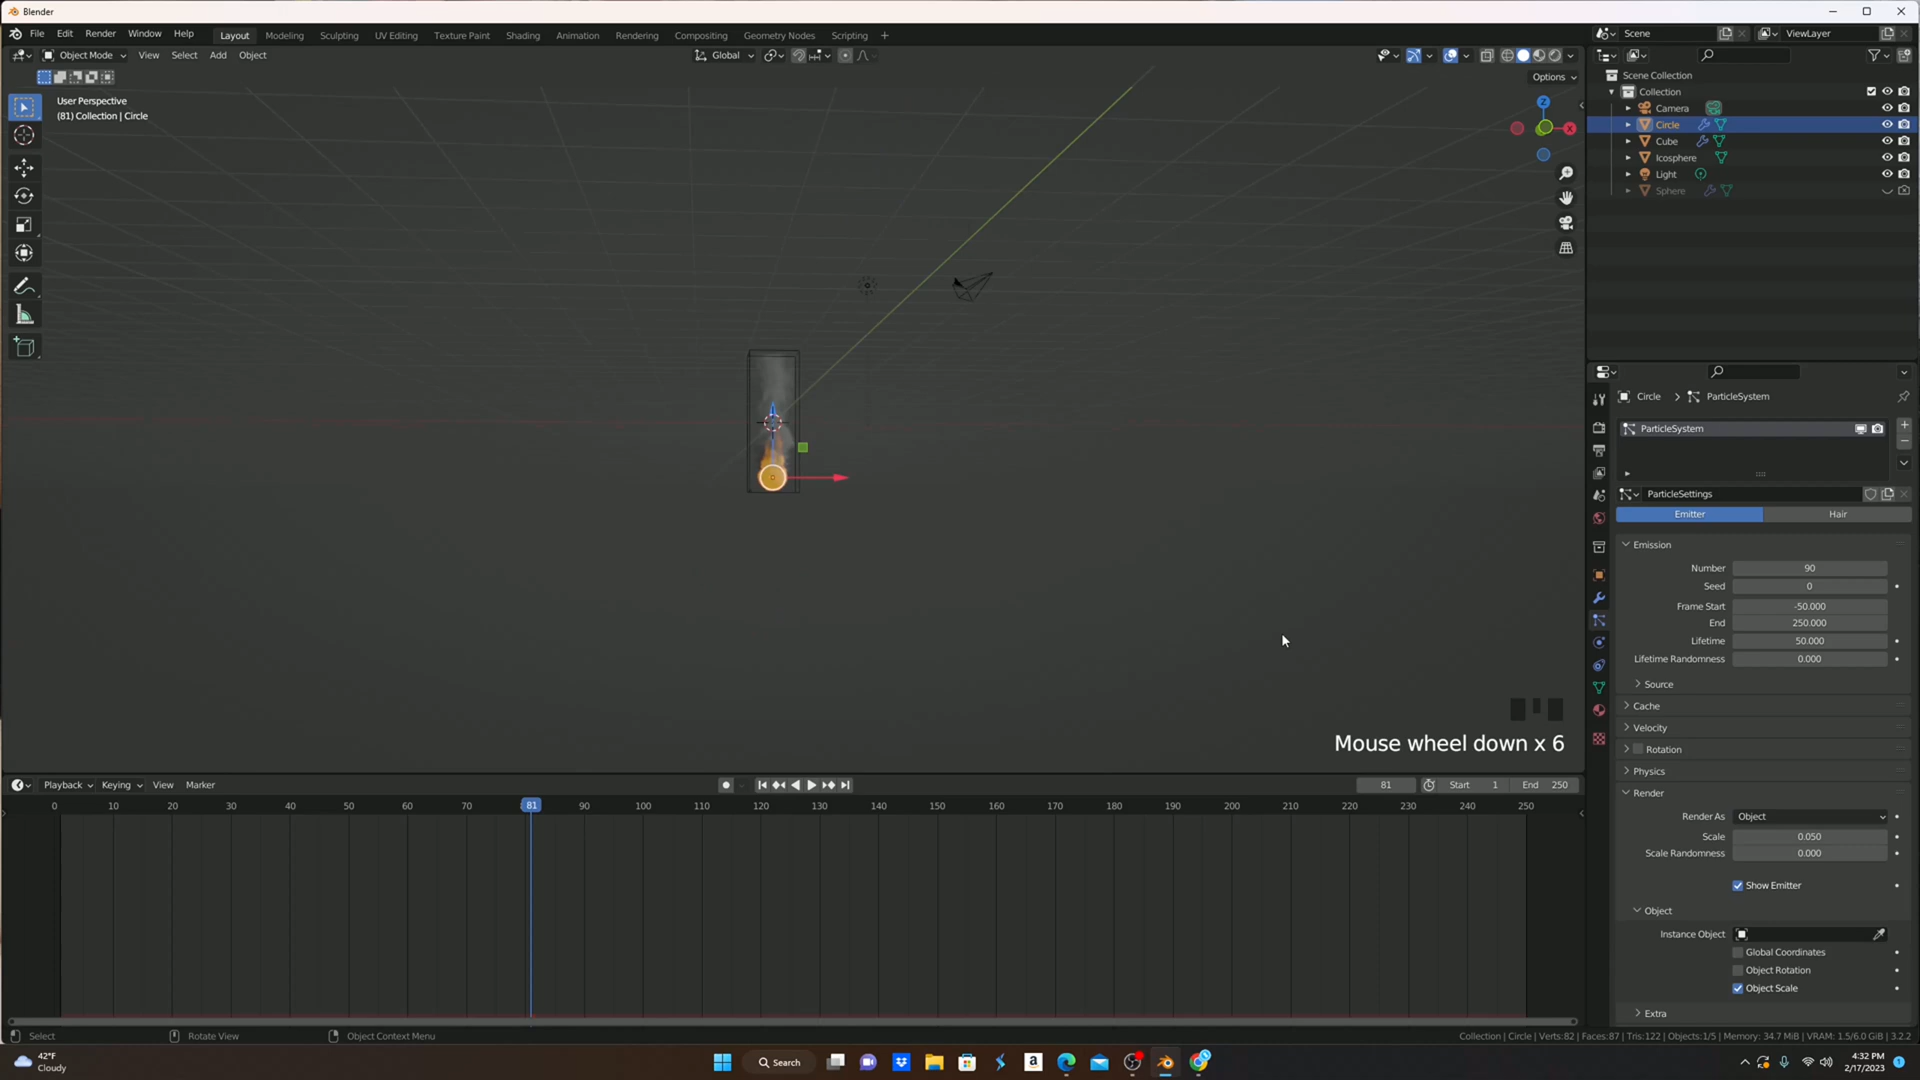 Blender
File Edit Render Window Help Layout Modeling Sculpting UV Editing Texture Paint Shading Animation Rendering Compositing Geometry Nodes Scripting + Scene ViewLayer
Object Mode View Select Add Object Global
Options
User Perspective
(81) Collection | Circle
Z
X
Scene Collection
Collection
Camera
Circle
Cube
Icosphere
Light
Sphere
Circle > ParticleSystem
ParticleSystem
ParticleSettings
Emitter Hair
Emission
Number 90
Seed 0
Frame Start -50.000
End 250.000
Lifetime 50.000
Lifetime Randomness 0.000
Source
Cache
Velocity
Rotation
Physics
Render
Render As Object
Scale 0.050
Scale Randomness 0.000
Show Emitter
Object
Instance Object
Global Coordinates
Object Rotation
Object Scale
Extra
Mouse wheel down x 6
Playback Keying View Marker 81 Start 1 End 250
0 10 20 30 40 50 60 70 81 90 100 110 120 130 140 150 160 170 180 190 200 210 220 230 240 250
Select Rotate View Object Context Menu Collection | Circle | Verts:82 | Faces:87 | Tris:122 | Objects:1/5 | Memory: 34.7 MiB | VRAM: 1.5/6.0 GiB | 3.2.2
42°F
Cloudy
Search
4:32 PM
2/17/2023